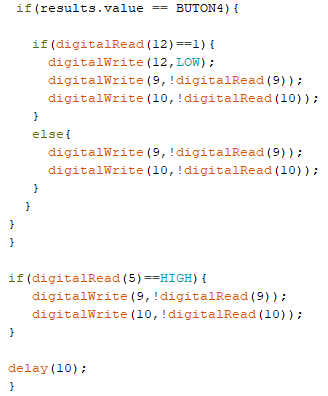 if(results.value == BUTON4){
if(digitalRead(12)==1){
digitalWrite(12,LOW);
digitalWrite(9,!digitalRead(9));
digitalWrite(10,!digitalRead(10));
}
else{
digitalWrite(9,!digitalRead(9));
digitalWrite(10,!digitalRead(10));
}
}
}
}
if(digitalRead(5)==HIGH){
digitalWrite(9,!digitalRead(9));
digitalWrite(10,!digitalRead(10));
}
delay(10);
}